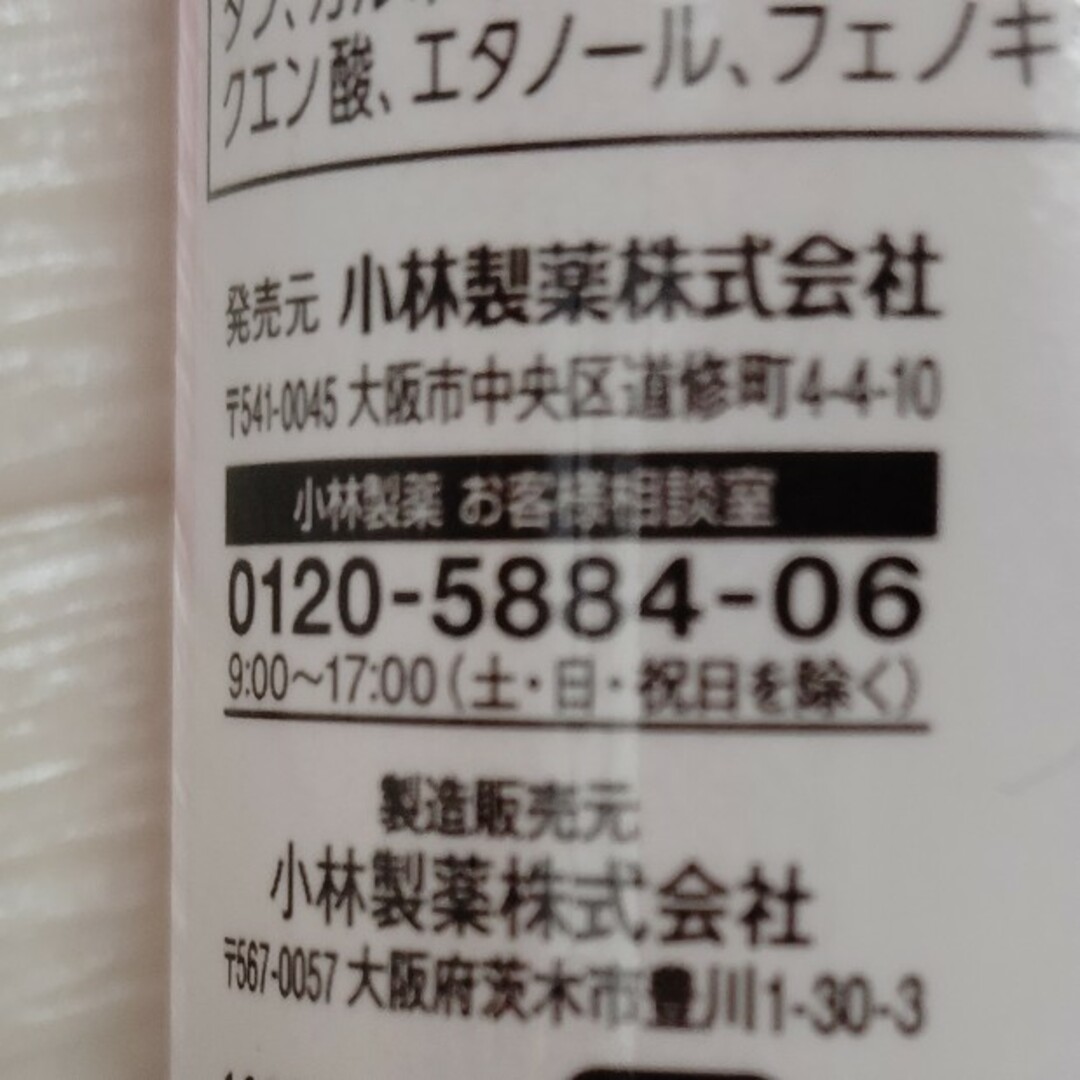 クエン酸、エタノール、フェノキ
発売元 小林製薬株式会社
〒541-0045 大阪市中央区道修町4-4-10
小林製薬 お客様相談室
0120-5884-06
9:00〜17:00(土・日・祝日を除く)
製造販売元
小林製薬株式会社
〒567-0057 大阪府茨木市豊川1-30-3